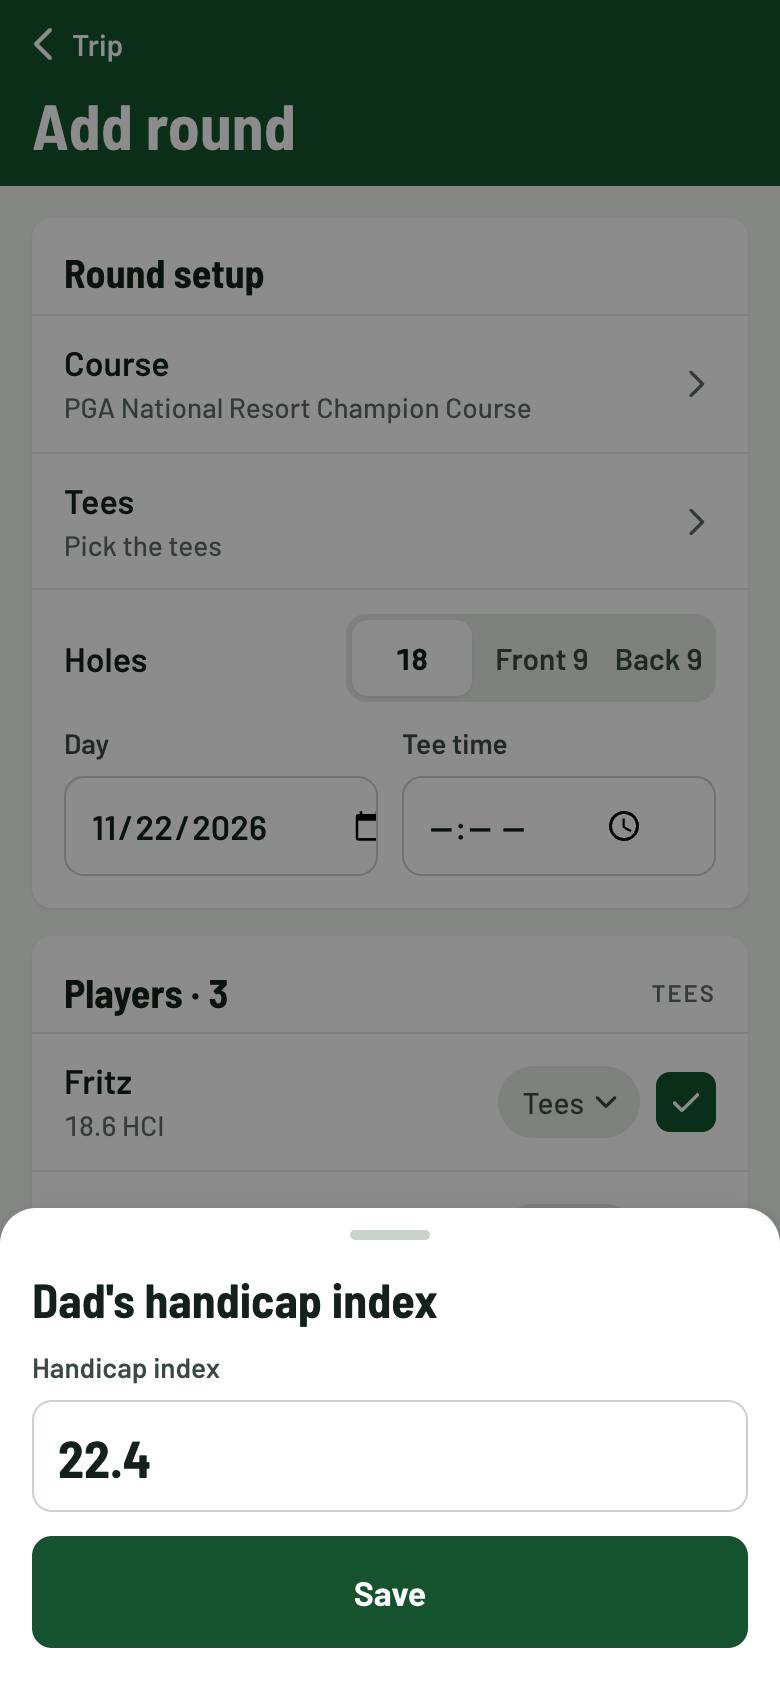 Trip
Add round
Round setup
Course
PGA National Resort Champion Course
Tees
Pick the tees
Holes
18 Front 9 Back 9
Day Tee time
11/22/2026 –:– –
Players · 3 TEES
Fritz
18.6 HCI
Tees
Dad's handicap index
Handicap index
22.4
Save